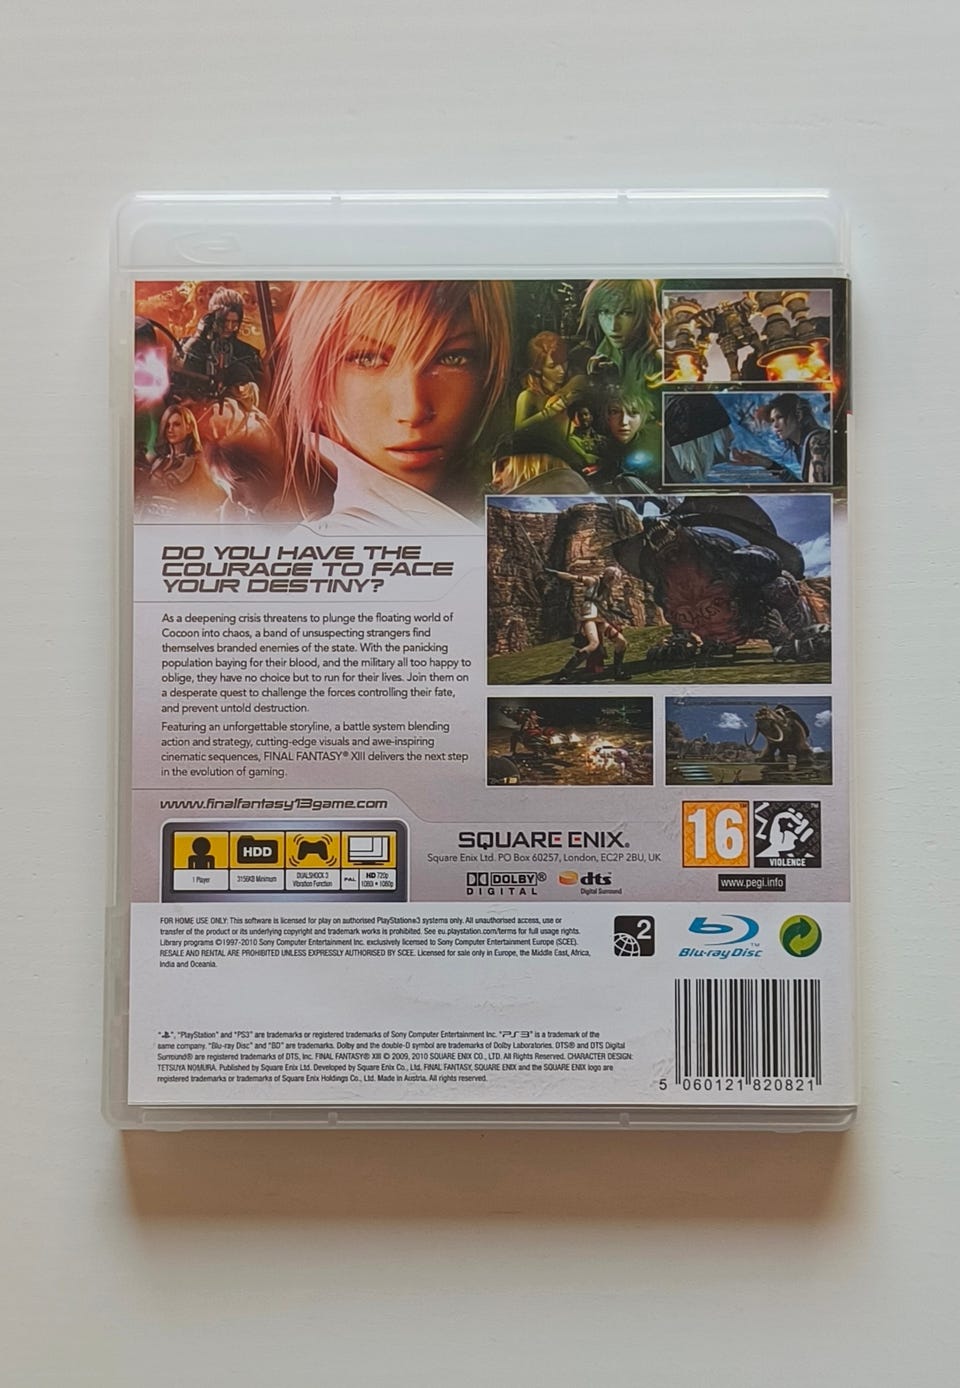 DO YOU HAVE THE
COURAGE TO FACE
YOUR DESTINY?
As a deepening crisis threatens to plunge the floating world of
Cocoon into chaos, a band of unsuspecting strangers find
themselves branded enemies of the state. With the panicking
population baying for their blood, and the military all too happy to
oblige, they have no choice but to run for their lives. Join them on
a desperate quest to challenge the forces controlling their fate,
and prevent untold destruction.
Featuring an unforgettable storyline, a battle system blending
action and strategy, cutting-edge visuals and awe-inspiring
cinematic sequences, FINAL FANTASY® XIII delivers the next step
in the evolution of gaming.
www.finalfantasy13game.com
HDD
1 Player
3156KB Minimum
DUALSHOCK 3
Vibration Function
PAL
HD 720p
1080i • 1080p
SQUARE ENIX®
Square Enix Ltd. PO Box 60257, London, EC2P 2BU, UK
DOLBY®
DIGITAL
dts
Digital Surround
16
VIOLENCE
www.pegi.info
FOR HOME USE ONLY: This software is licensed for play on authorised PlayStation®3 systems only. All unauthorised access, use or
transfer of the product or its underlying copyright and trademark works is prohibited. See eu.playstation.com/terms for full usage rights.
Library programs ©1997-2010 Sony Computer Entertainment Inc. exclusively licensed to Sony Computer Entertainment Europe (SCEE).
RESALE AND RENTAL ARE PROHIBITED UNLESS EXPRESSLY AUTHORISED BY SCEE. Licensed for sale only in Europe, the Middle East, Africa,
India and Oceania.
2
Blu-ray Disc™
", "PlayStation" and "PS3" are trademarks or registered trademarks of Sony Computer Entertainment Inc. "PS3" is a trademark of the
same company. "Blu-ray Disc" and "BD" are trademarks. Dolby and the double-D symbol are trademarks of Dolby Laboratories. DTS® and DTS Digital
Surround® are registered trademarks of DTS, Inc. FINAL FANTASY® XIII © 2009, 2010 SQUARE ENIX CO., LTD. All Rights Reserved. CHARACTER DESIGN:
TETSUYA NOMURA. Published by Square Enix Ltd. Developed by Square Enix Co., Ltd. FINAL FANTASY, SQUARE ENIX and the SQUARE ENIX logo are
registered trademarks or trademarks of Square Enix Holdings Co., Ltd. Made in Austria. All rights reserved.
5 060121 820821